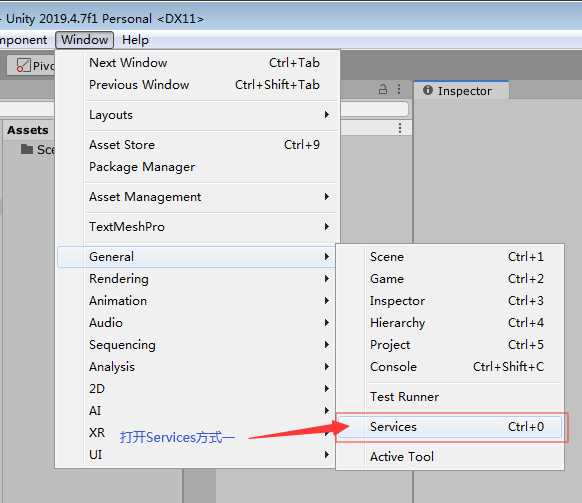 - Unity 2019.4.7f1 Personal <DX11>
mponent Window Help
Pivo
Inspector
Assets
Sce
Next Window Ctrl+Tab
Previous Window Ctrl+Shift+Tab
Layouts
Asset Store Ctrl+9
Package Manager
Asset Management
TextMeshPro
General
Rendering
Animation
Audio
Sequencing
Analysis
2D
AI
XR
UI
Scene Ctrl+1
Game Ctrl+2
Inspector Ctrl+3
Hierarchy Ctrl+4
Project Ctrl+5
Console Ctrl+Shift+C
Test Runner
Services Ctrl+0
Active Tool
打开Services方式一